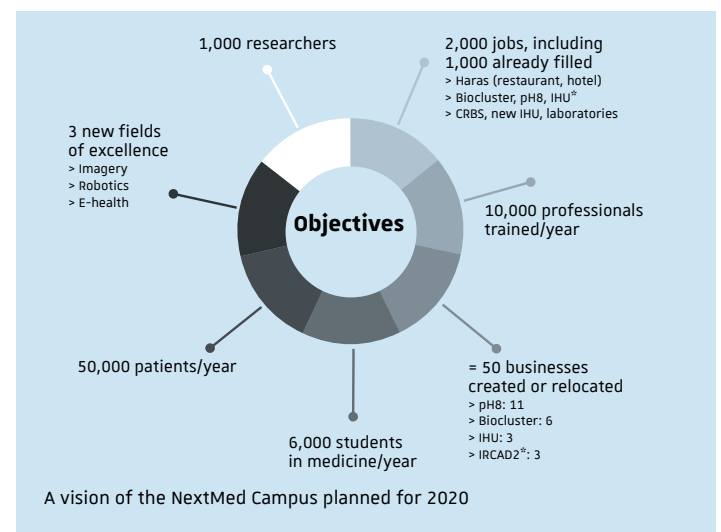 1,000 researchers
2,000 jobs, including
1,000 already filled
> Haras (restaurant, hotel)
> Biocluster, pH8, IHU*
> CRBS, new IHU, laboratories
3 new fields
of excellence
> Imagery
> Robotics
> E-health
Objectives
10,000 professionals
trained/year
50,000 patients/year
= 50 businesses
created or relocated
> pH8: 11
> Biocluster: 6
> IHU: 3
> IRCAD2*: 3
6,000 students
in medicine/year
A vision of the NextMed Campus planned for 2020